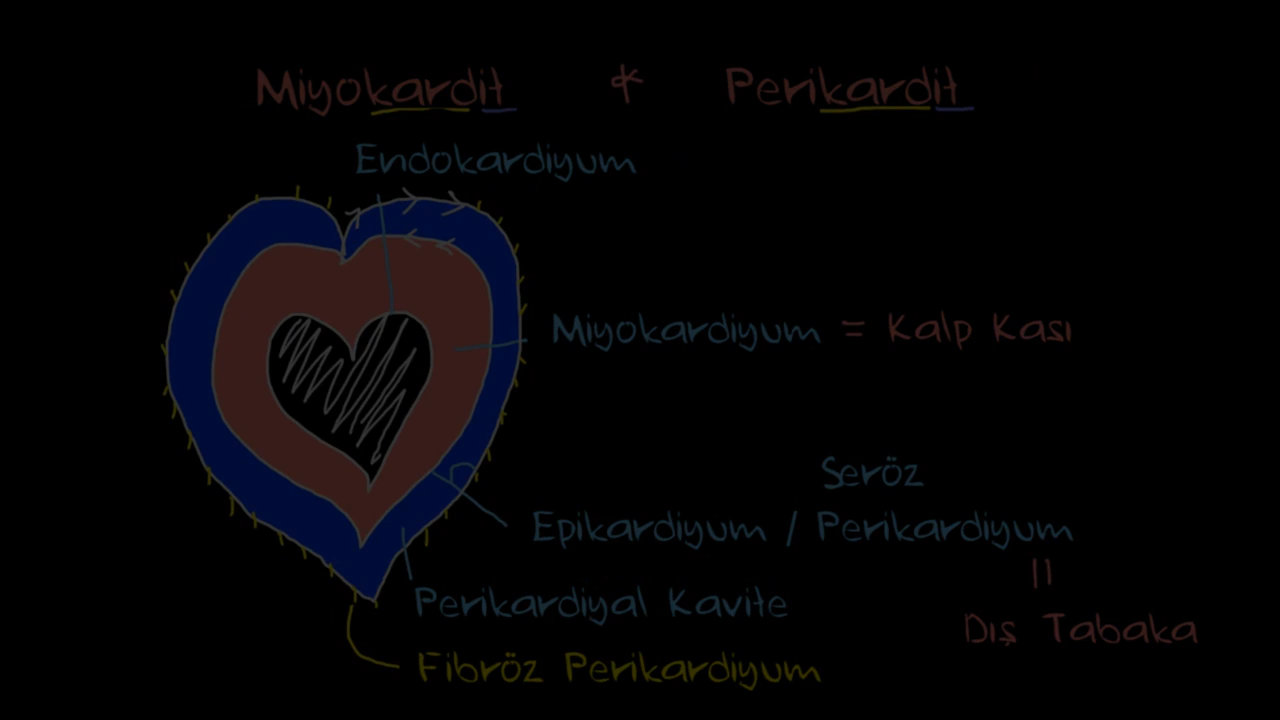 Miyokardit & Perikardit
Endokardiyum
Miyokardiyum = Kalp Kası
Seröz
Epikardiyum / Perikardiyum
=
Perikardiyal Kavite
Dış Tabaka
Fibröz Perikardiyum